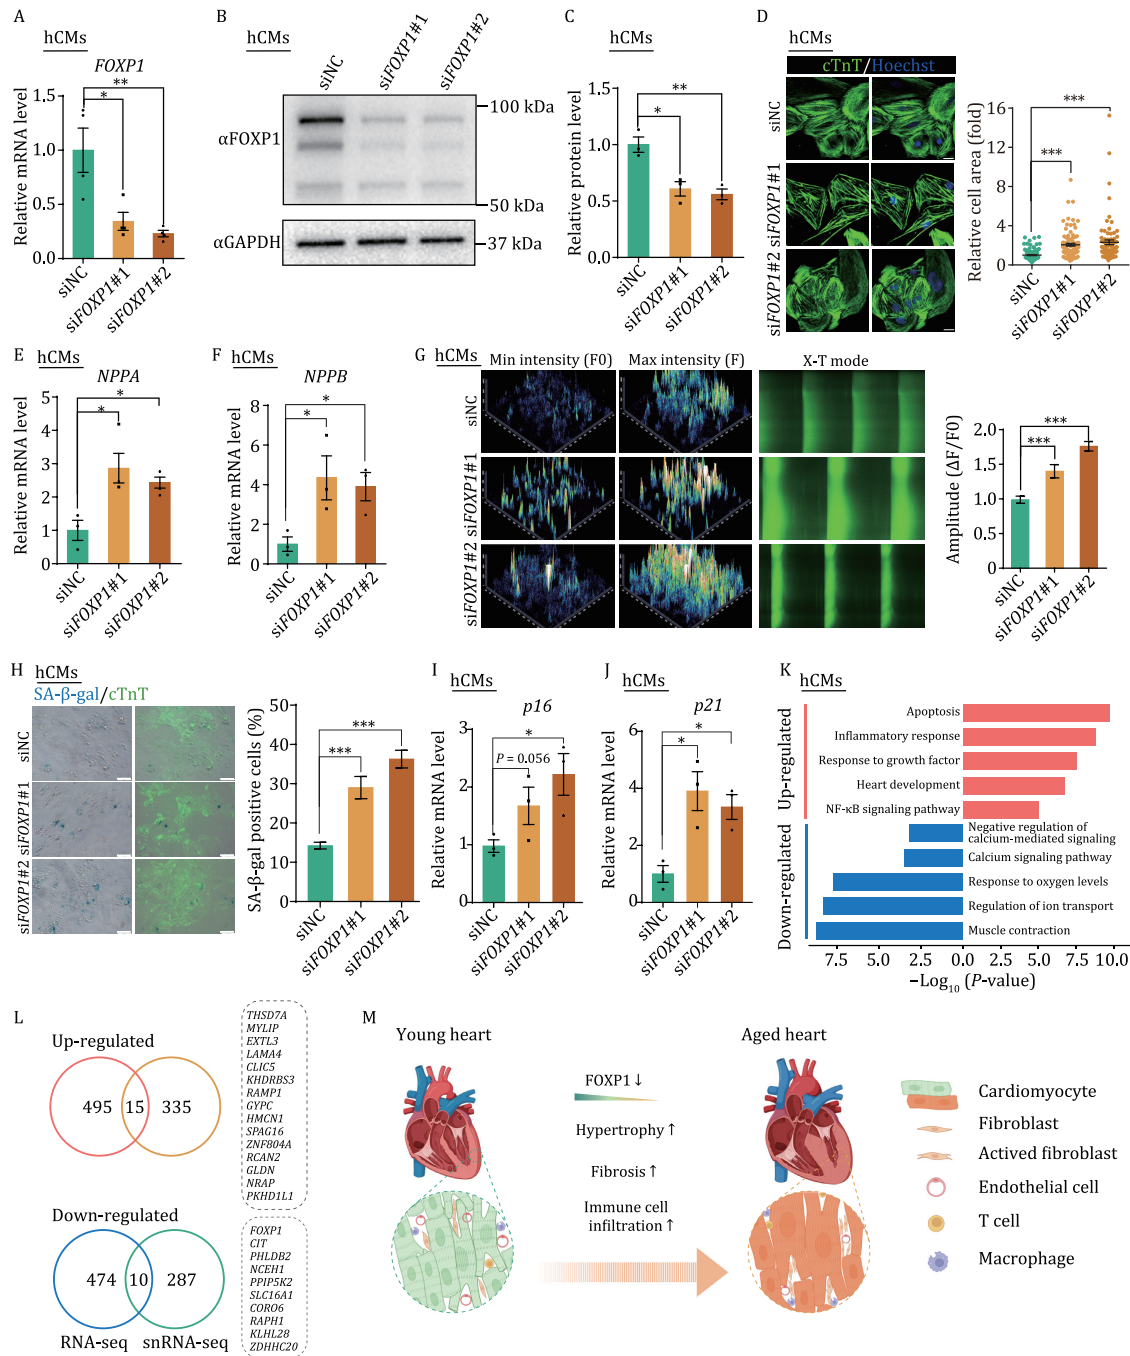 A
hCMs
FOXP1
Relative mRNA level
1.5
1.0
0.5
0.0
**
*
siNC
siFOXP1#1
siFOXP1#2
B
hCMs
siNC
siFOXP1#1
siFOXP1#2
αFOXP1
100 kDa
50 kDa
αGAPDH
37 kDa
C
hCMs
Relative protein level
1.5
1.0
0.5
0.0
**
*
siNC
siFOXP1#1
siFOXP1#2
D
hCMs
cTnT/Hoechst
siNC
siFOXP1#1
siFOXP1#2
Relative cell area (fold)
16
12
8
4
0
***
***
siNC
siFOXP1#1
siFOXP1#2
E
hCMs
NPPA
Relative mRNA level
5
4
3
2
1
0
*
*
siNC
siFOXP1#1
siFOXP1#2
F
hCMs
NPPB
Relative mRNA level
8
6
4
2
0
*
*
siNC
siFOXP1#1
siFOXP1#2
G
hCMs
Min intensity (F0)
Max intensity (F)
X-T mode
siNC
siFOXP1#1
siFOXP1#2
Amplitude (ΔF/F0)
2.0
1.5
1.0
0.5
0
***
***
siNC
siFOXP1#1
siFOXP1#2
H
hCMs
SA-β-gal/cTnT
siNC
siFOXP1#1
siFOXP1#2
SA-β-gal positive cells (%)
50
40
30
20
10
0
***
***
siNC
siFOXP1#1
siFOXP1#2
I
hCMs
p16
Relative mRNA level
3
2
1
0
*
P = 0.056
siNC
siFOXP1#1
siFOXP1#2
J
hCMs
p21
Relative mRNA level
6
4
2
0
*
*
siNC
siFOXP1#1
siFOXP1#2
K
hCMs
Up-regulated
Apoptosis
Inflammatory response
Response to growth factor
Heart development
NF-κB signaling pathway
Down-regulated
Negative regulation of
calcium-mediated signaling
Calcium signaling pathway
Response to oxygen levels
Regulation of ion transport
Muscle contraction
7.5 5.0 2.5 0.0 2.5 5.0 7.5 10.0
−Log10 (P-value)
L
Up-regulated
495 15 335
THSD7A
MYLIP
EXTL3
LAMA4
CLIC5
KHDRBS3
RAMP1
GYPC
HMCN1
SPAG16
ZNF804A
RCAN2
GLDN
NRAP
PKHD1L1
Down-regulated
474 10 287
RNA-seq snRNA-seq
FOXP1
CIT
PHLDB2
NCEH1
PPIP5K2
SLC16A1
CORO6
RAPH1
KLHL28
ZDHHC20
M
Young heart
Aged heart
FOXP1↓
Hypertrophy↑
Fibrosis↑
Immune cell
infiltration↑
Cardiomyocyte
Fibroblast
Actived fibroblast
Endothelial cell
T cell
Macrophage